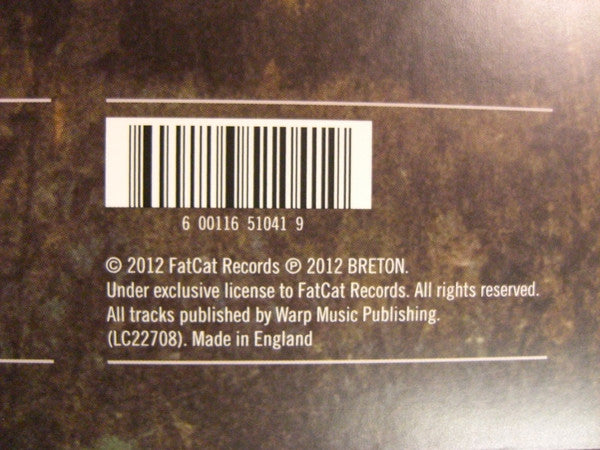 6 00116 51041 9
© 2012 FatCat Records ℗ 2012 BRETON.
Under exclusive license to FatCat Records. All rights reserved.
All tracks published by Warp Music Publishing.
(LC22708). Made in England